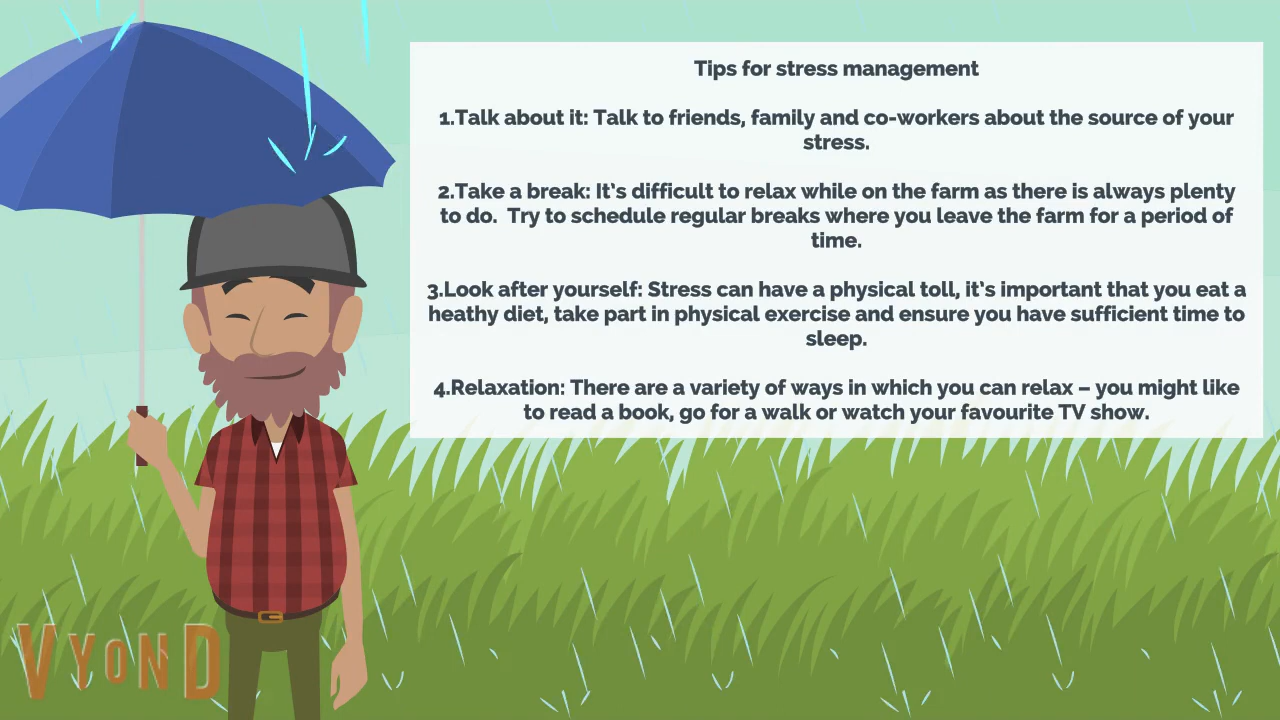 Tips for stress management
1.Talk about it: Talk to friends, family and co-workers about the source of your
stress.
2.Take a break: It's difficult to relax while on the farm as there is always plenty
to do.  Try to schedule regular breaks where you leave the farm for a period of
time.
3.Look after yourself: Stress can have a physical toll, it's important that you eat a
heathy diet, take part in physical exercise and ensure you have sufficient time to
sleep.
4.Relaxation: There are a variety of ways in which you can relax – you might like
to read a book, go for a walk or watch your favourite TV show.
VYOND